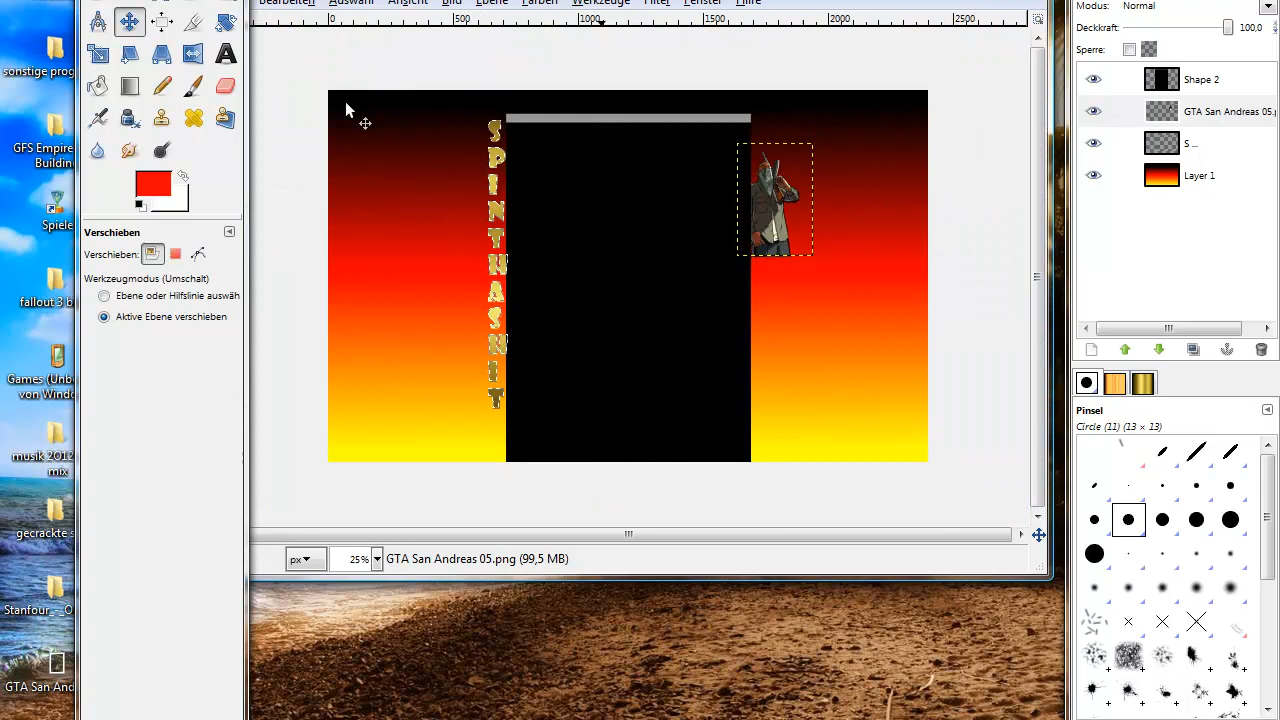 Bearbeiten Auswahl Ansicht Bild Ebene Farben Werkzeuge Filter Fenster Hilfe
0 500 1000 1500 2000 2500
Modus: Normal
Deckkraft: 100,0
Sperre:
Shape 2
GTA San Andreas 05.p
S ...
Layer 1
Pinsel
Circle (11) (13 × 13)
sonstige prog
GFS Empire
Building
Spiele
fallout 3 b
Games (Unb
von Windo
musik 2012
mix
gecrackte s
Stanfour_-_O
GTA San And
Verschieben
Verschieben:
Werkzeugmodus (Umschalt)
Ebene oder Hilfslinie auswäh
Aktive Ebene verschieben
S
P
I
N
T
H
A
S
H
I
T
px
25%
GTA San Andreas 05.png (99,5 MB)